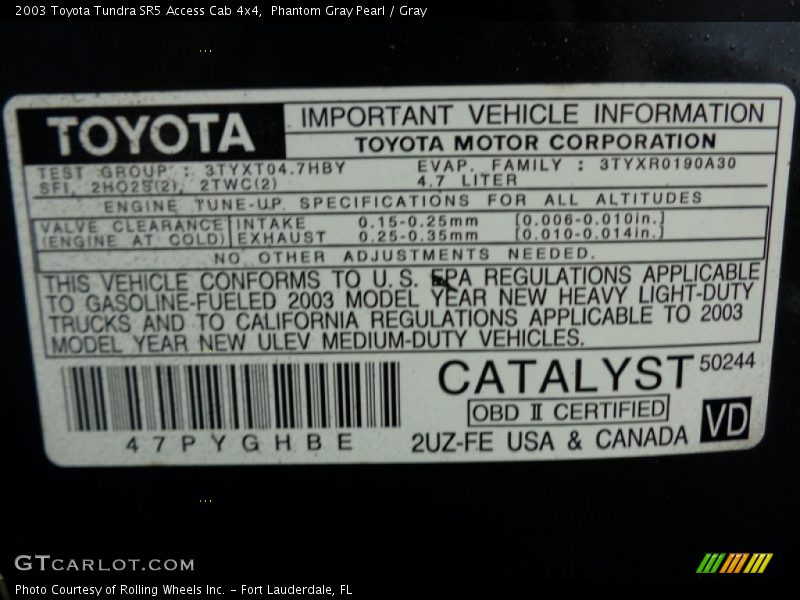 2003 Toyota Tundra SR5 Access Cab 4x4, Phantom Gray Pearl / Gray
TOYOTA
IMPORTANT VEHICLE INFORMATION
TOYOTA MOTOR CORPORATION
TEST GROUP : 3TYXT04.7HBY EVAP. FAMILY : 3TYXR0190A30
SFI, 2HO2S(2), 2TWC(2) 4.7 LITER
ENGINE TUNE-UP SPECIFICATIONS FOR ALL ALTITUDES
VALVE CLEARANCE INTAKE 0.15-0.25mm [0.006-0.010in.]
(ENGINE AT COLD) EXHAUST 0.25-0.35mm [0.010-0.014in.]
NO OTHER ADJUSTMENTS NEEDED.
THIS VEHICLE CONFORMS TO U.S. EPA REGULATIONS APPLICABLE
TO GASOLINE-FUELED 2003 MODEL YEAR NEW HEAVY LIGHT-DUTY
TRUCKS AND TO CALIFORNIA REGULATIONS APPLICABLE TO 2003
MODEL YEAR NEW ULEV MEDIUM-DUTY VEHICLES.
CATALYST 50244
OBD II CERTIFIED
VD
47PYGHBE
2UZ-FE USA & CANADA
GTCARLOT.COM
Photo Courtesy of Rolling Wheels Inc. – Fort Lauderdale, FL